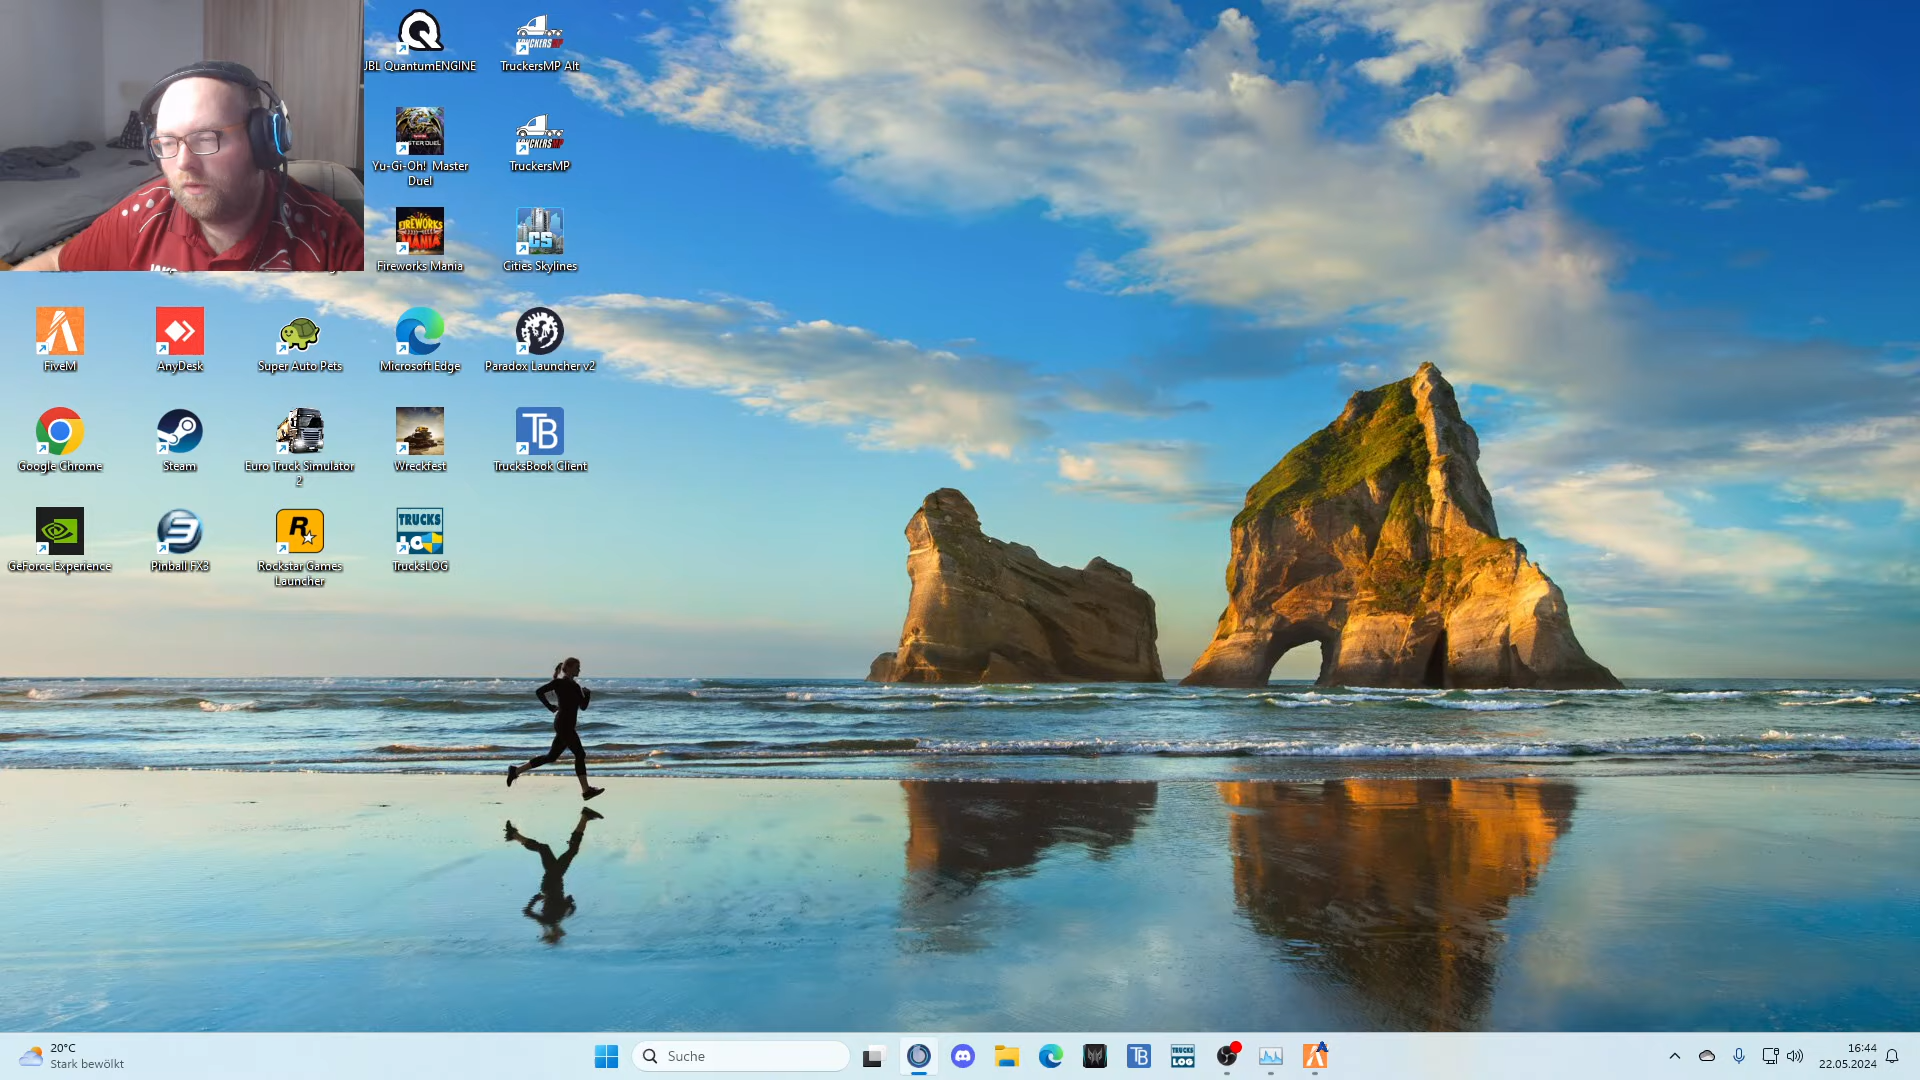 JBL QuantumENGINE
TruckersMP Alt
Yu-Gi-Oh! Master
Duel
TruckersMP
Fireworks Mania
Cities Skylines
FiveM
AnyDesk
Super Auto Pets
Microsoft Edge
Paradox Launcher v2
Google Chrome
Steam
Euro Truck Simulator
2
Wreckfest
TrucksBook Client
GeForce Experience
Pinball FX3
Rockstar Games
Launcher
TrucksLOG
20°C
Stark bewölkt
Suche
16:44
22.05.2024